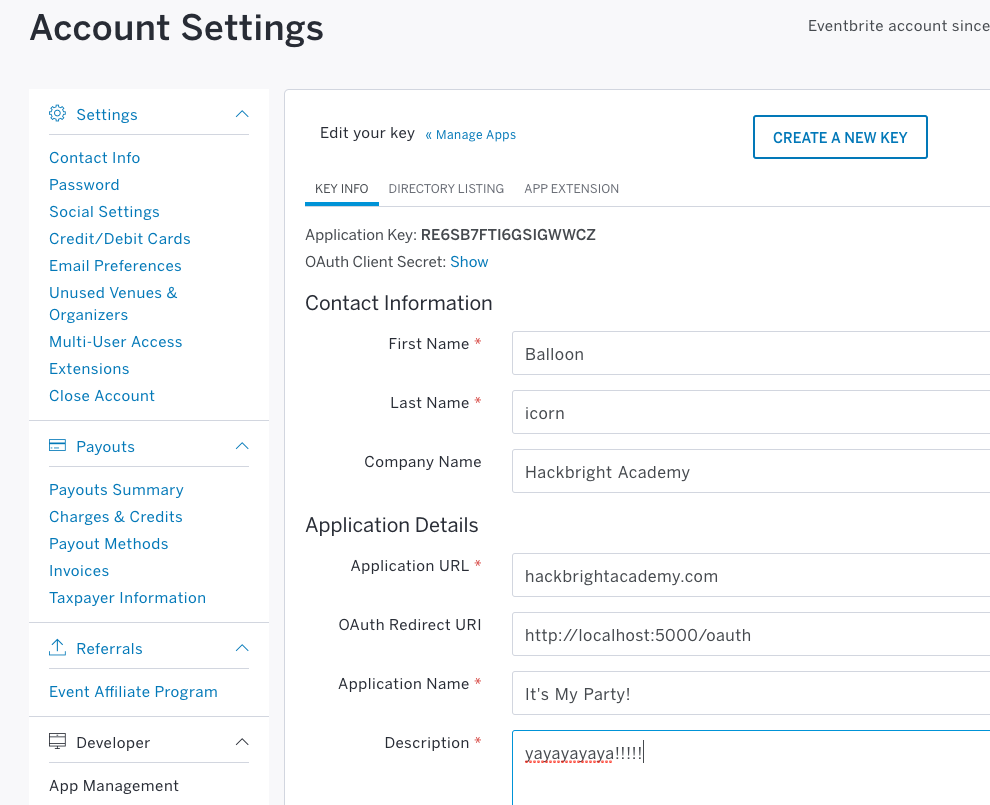 Account Settings
Eventbrite account since
Settings
Contact Info
Password
Social Settings
Credit/Debit Cards
Email Preferences
Unused Venues &
Organizers
Multi-User Access
Extensions
Close Account
Payouts
Payouts Summary
Charges & Credits
Payout Methods
Invoices
Taxpayer Information
Referrals
Event Affiliate Program
Developer
App Management
Edit your key « Manage Apps
CREATE A NEW KEY
KEY INFO DIRECTORY LISTING APP EXTENSION
Application Key: RE6SB7FTI6GSIGWWCZ
OAuth Client Secret: Show
Contact Information
First Name * Balloon
Last Name * icorn
Company Name Hackbright Academy
Application Details
Application URL * hackbrightacademy.com
OAuth Redirect URI http://localhost:5000/oauth
Application Name * It's My Party!
Description * yayayayaya!!!!!